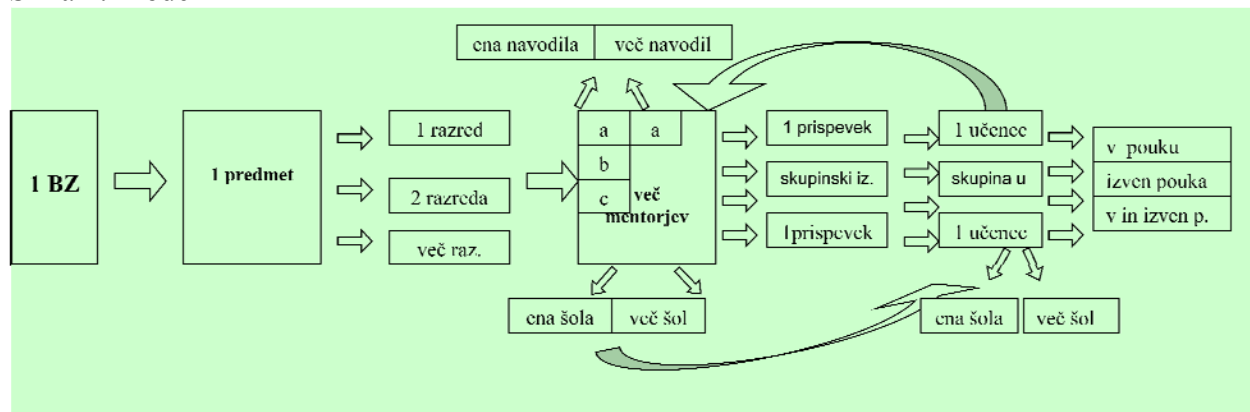 ena navodila več navodil
1 BZ
1 predmet
1 razred
2 razreda
več raz.
a a
b
c
več
mentorjev
1 prispevek
skupinski iz.
1prispevek
1 učenec
skupina u
1 učenec
v pouku
izven pouka
v in izven p.
ena šola več šol
ena šola več šol